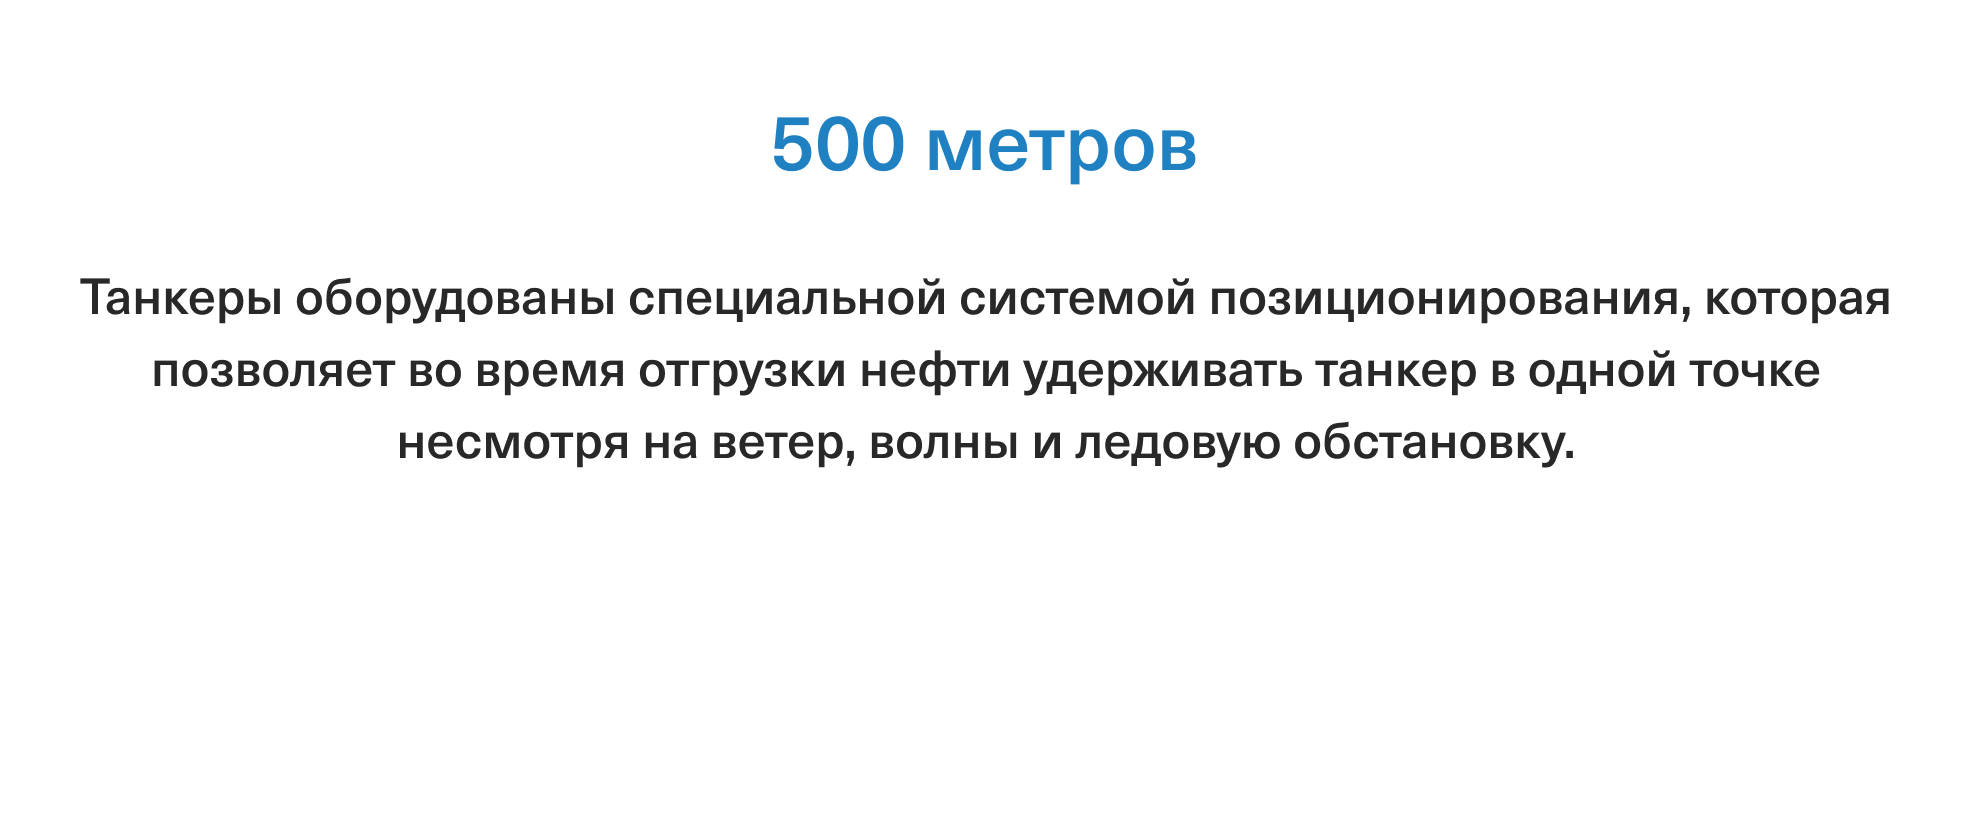 500 метров
Танкеры оборудованы специальной системой позиционирования, которая
позволяет во время отгрузки нефти удерживать танкер в одной точке
несмотря на ветер, волны и ледовую обстановку.